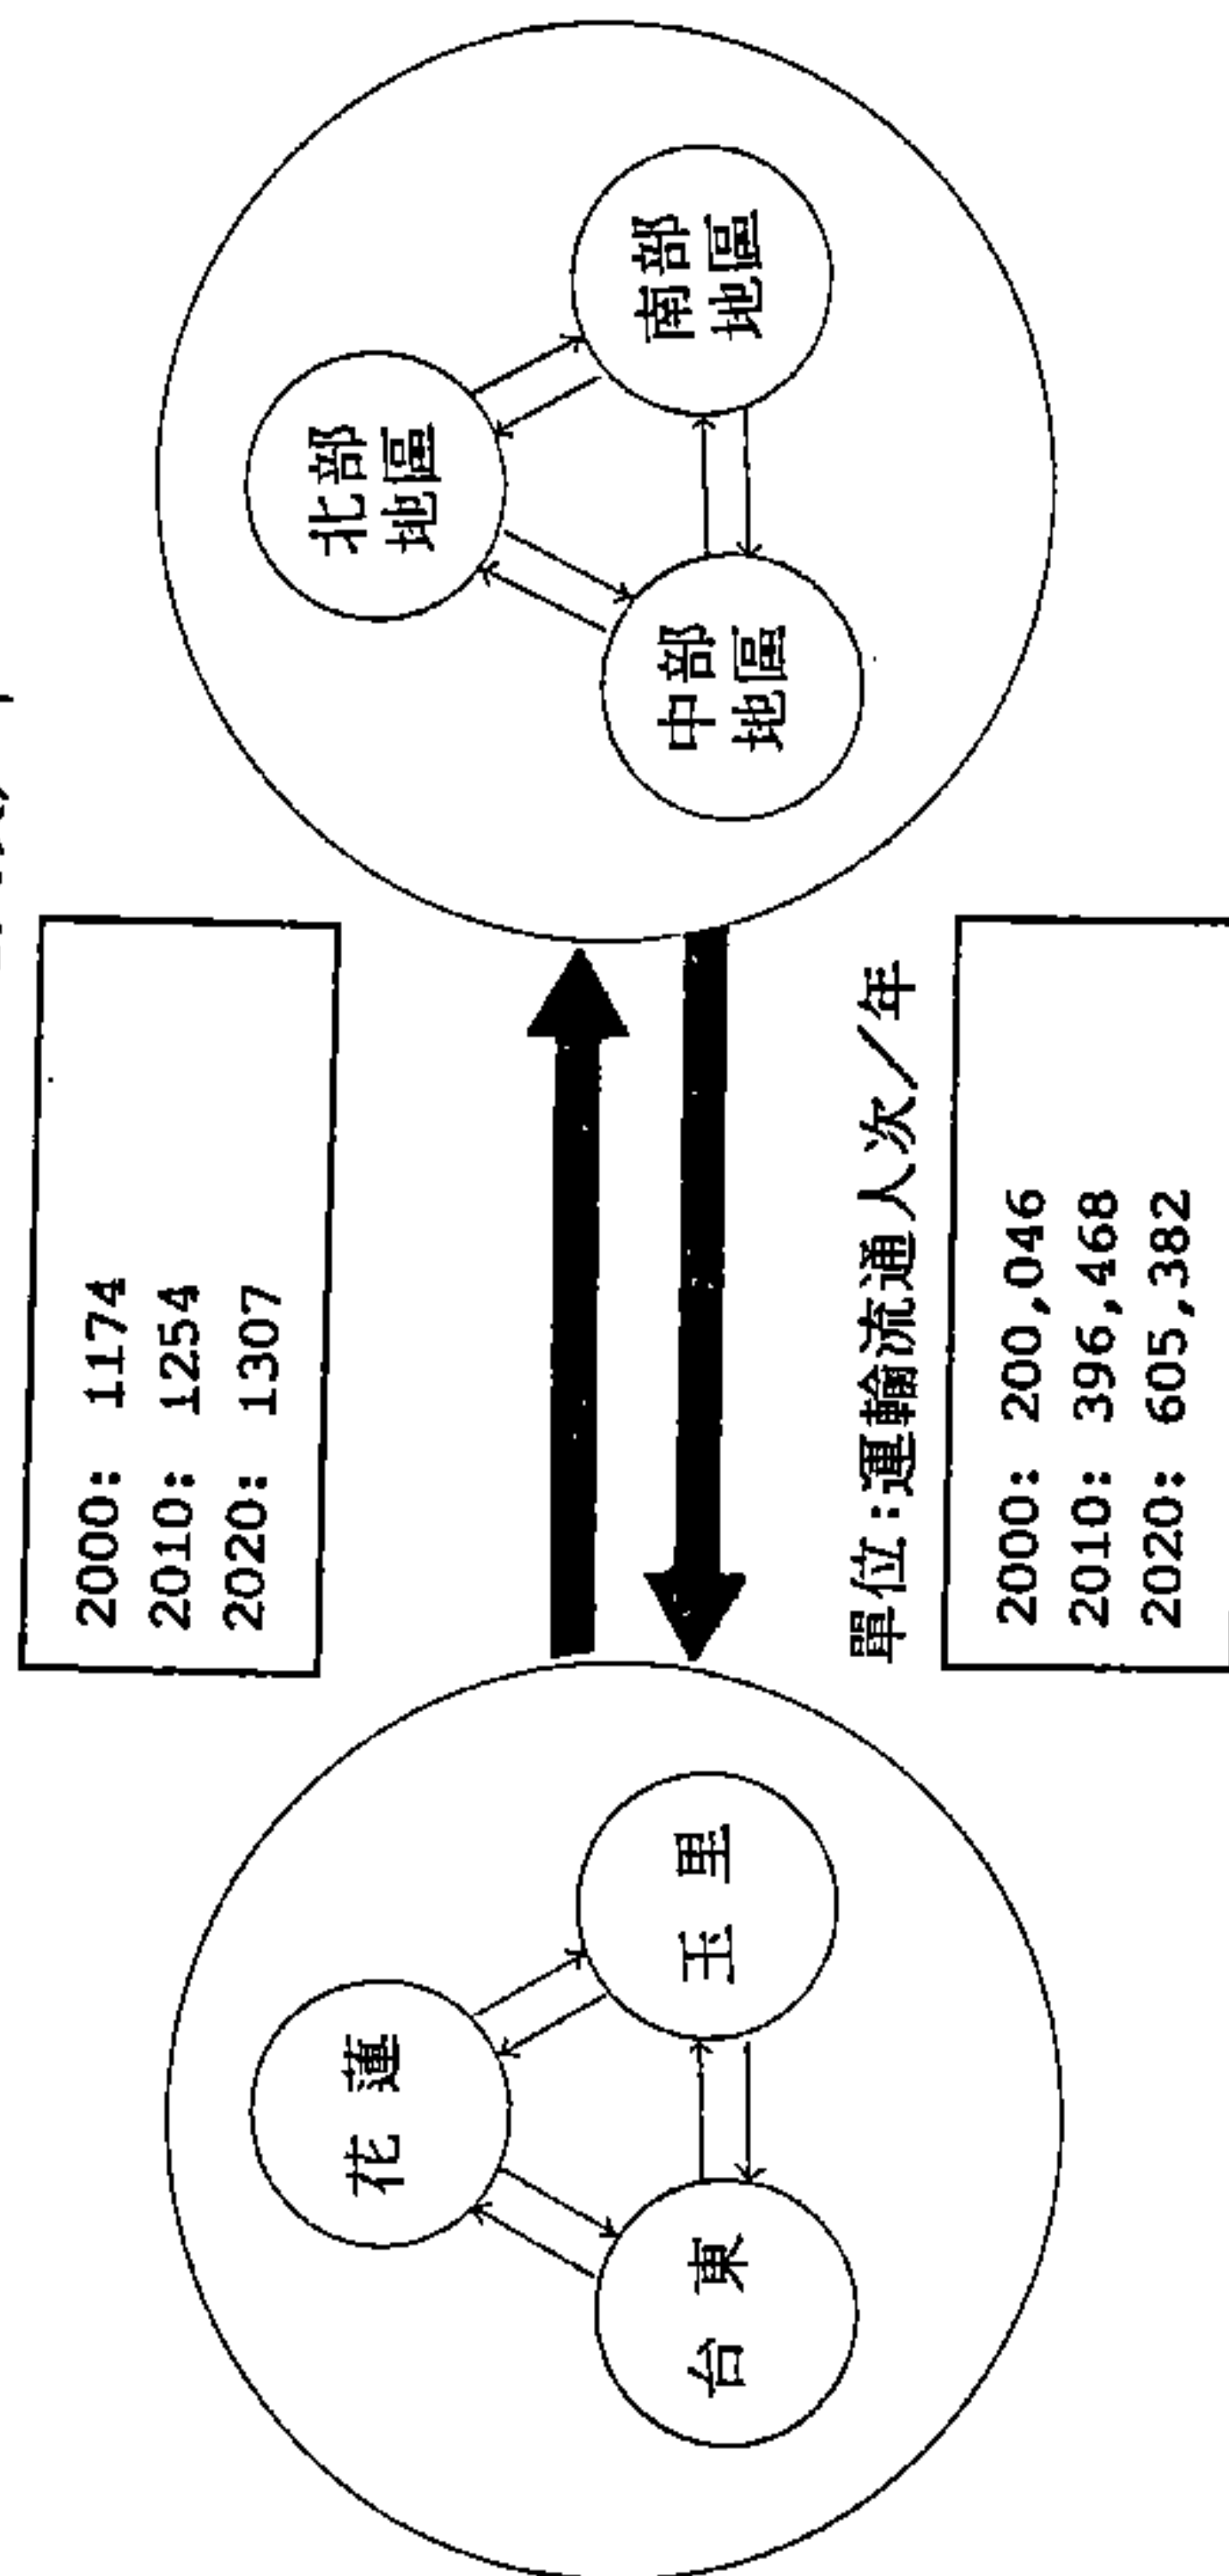 2000: 1174
2010: 1254
2020: 1307
花蓮
玉里
台東
北部
地區
南部
地區
中部
地區
單位:運輸流通人次/年
2000: 200,046
2010: 396,468
2020: 605,382